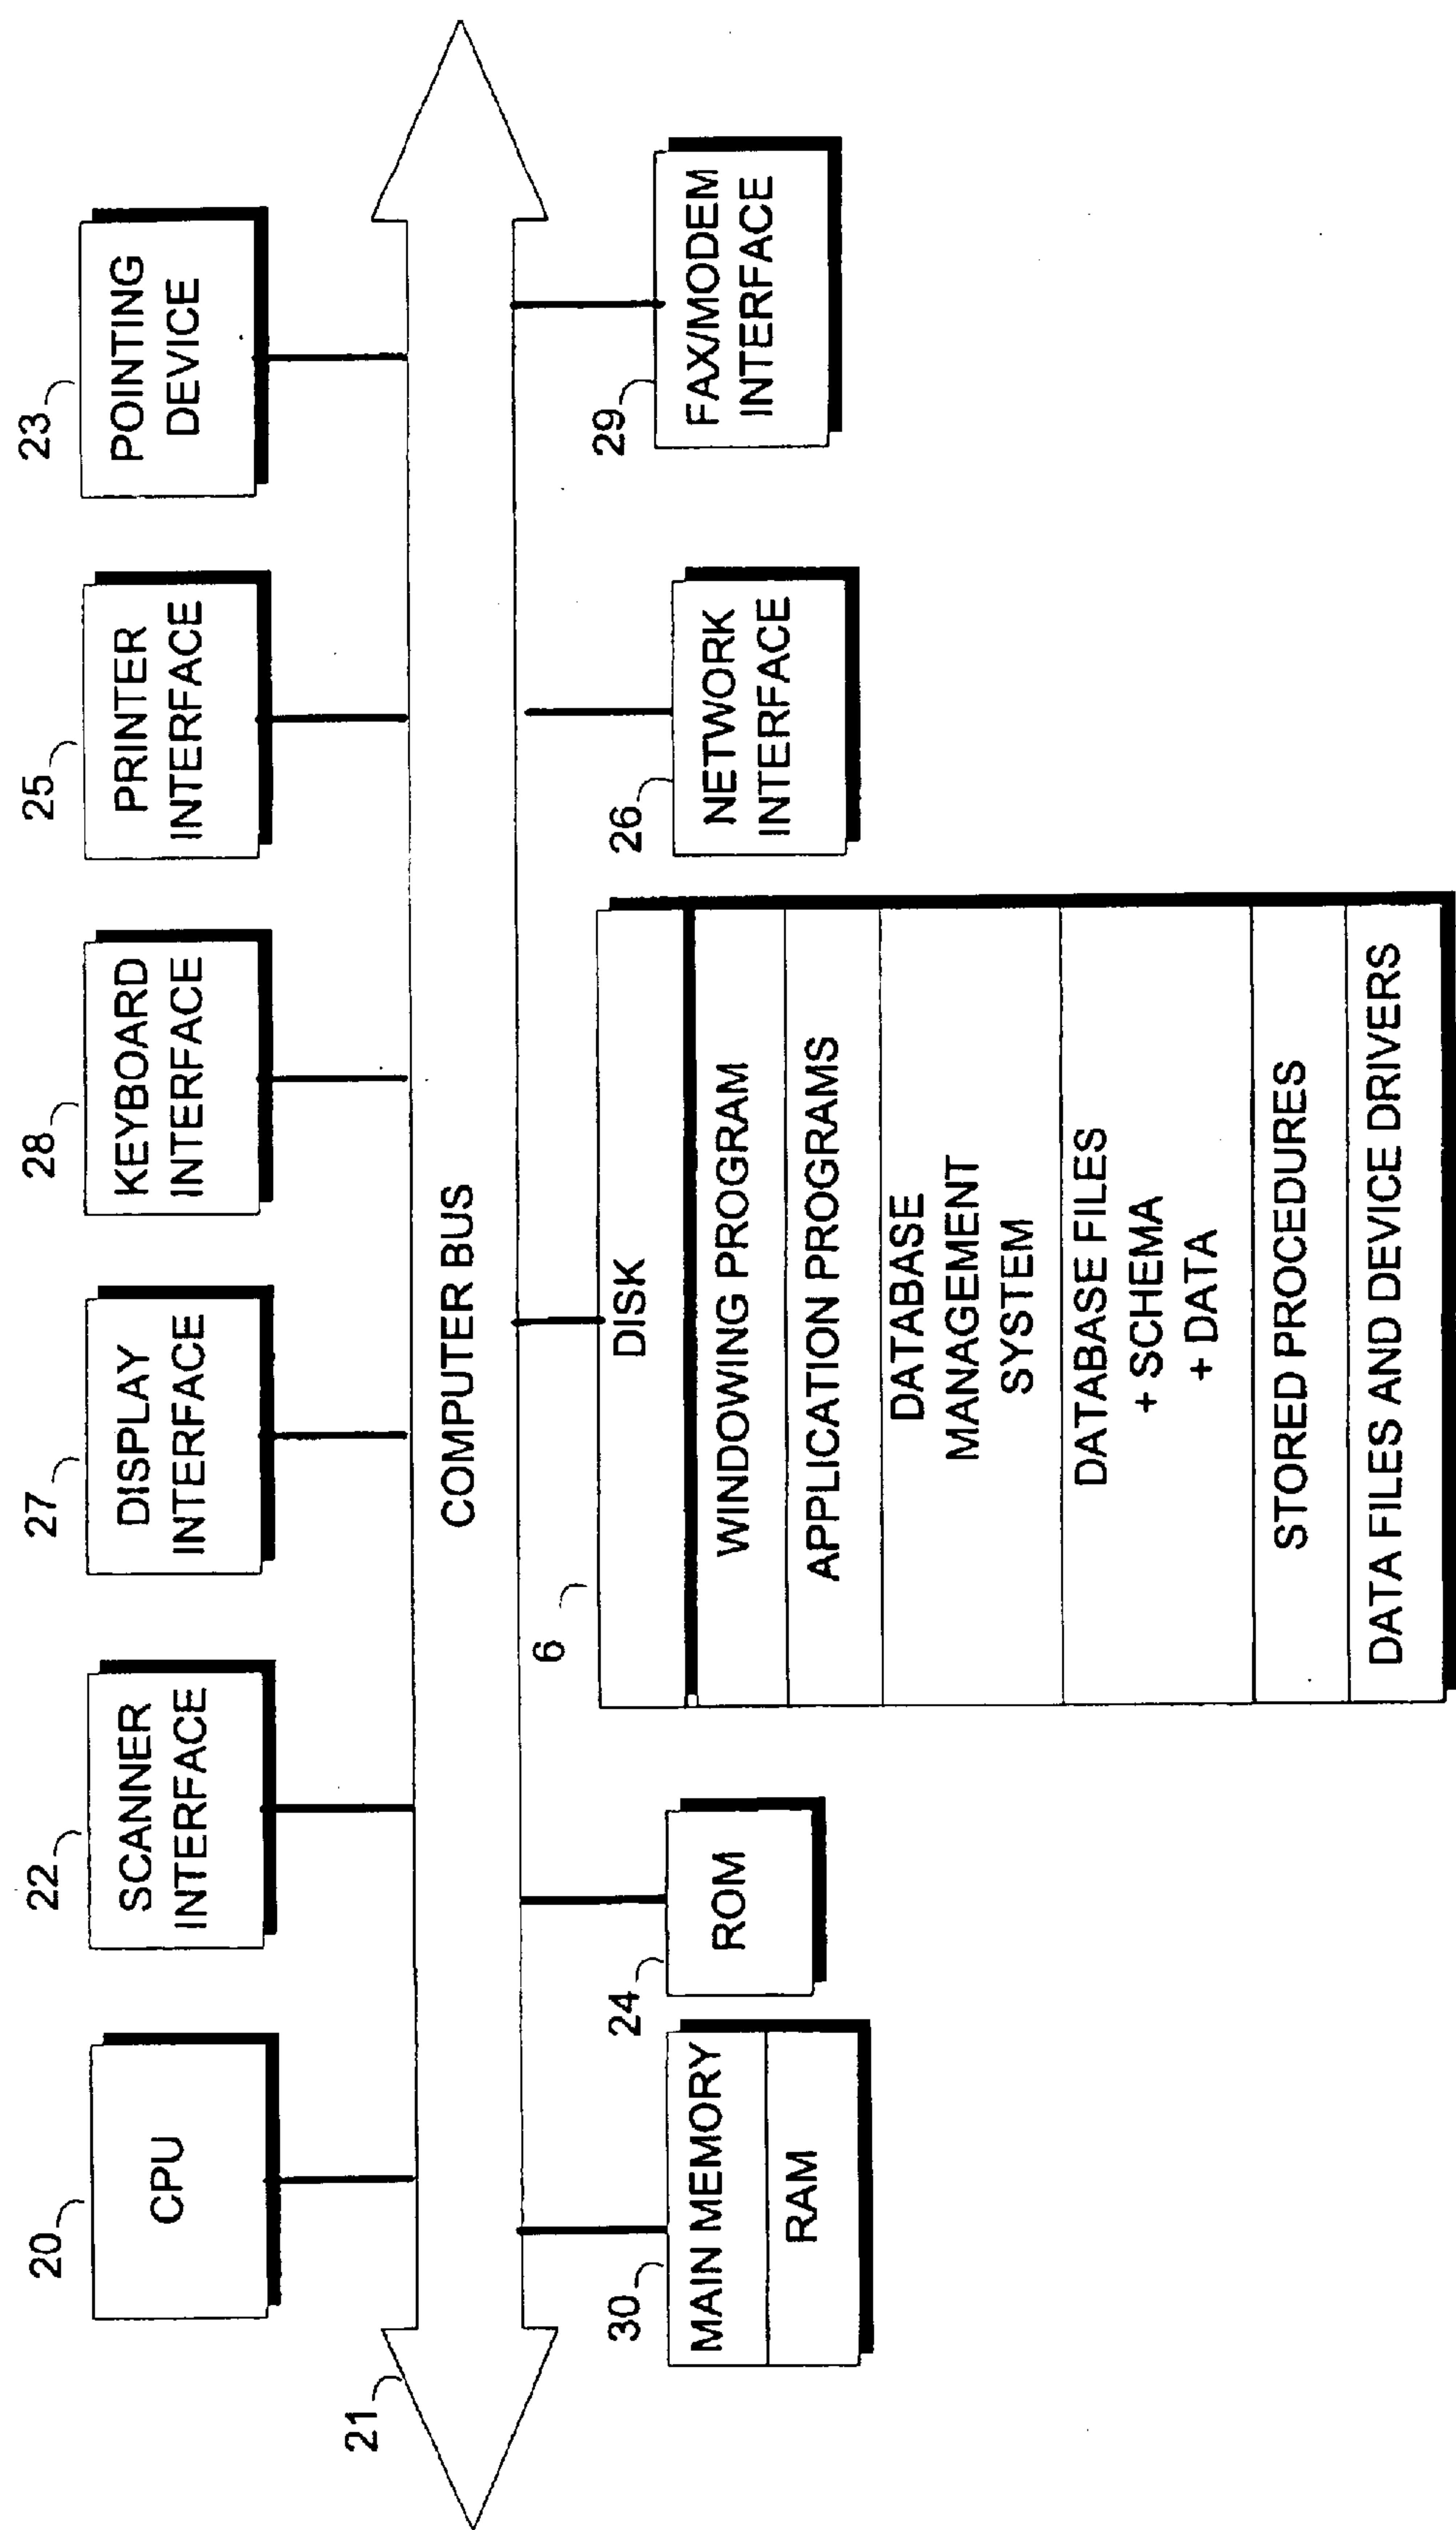 20
CPU
22
SCANNER
INTERFACE
27
DISPLAY
INTERFACE
28
KEYBOARD
INTERFACE
25
PRINTER
INTERFACE
23
POINTING
DEVICE
21
COMPUTER BUS
30
MAIN MEMORY
RAM
24
ROM
6
DISK
WINDOWING PROGRAM
APPLICATION PROGRAMS
DATABASE
MANAGEMENT
SYSTEM
DATABASE FILES
+ SCHEMA
+ DATA
STORED PROCEDURES
DATA FILES AND DEVICE DRIVERS
26
NETWORK
INTERFACE
29
FAX/MODEM
INTERFACE